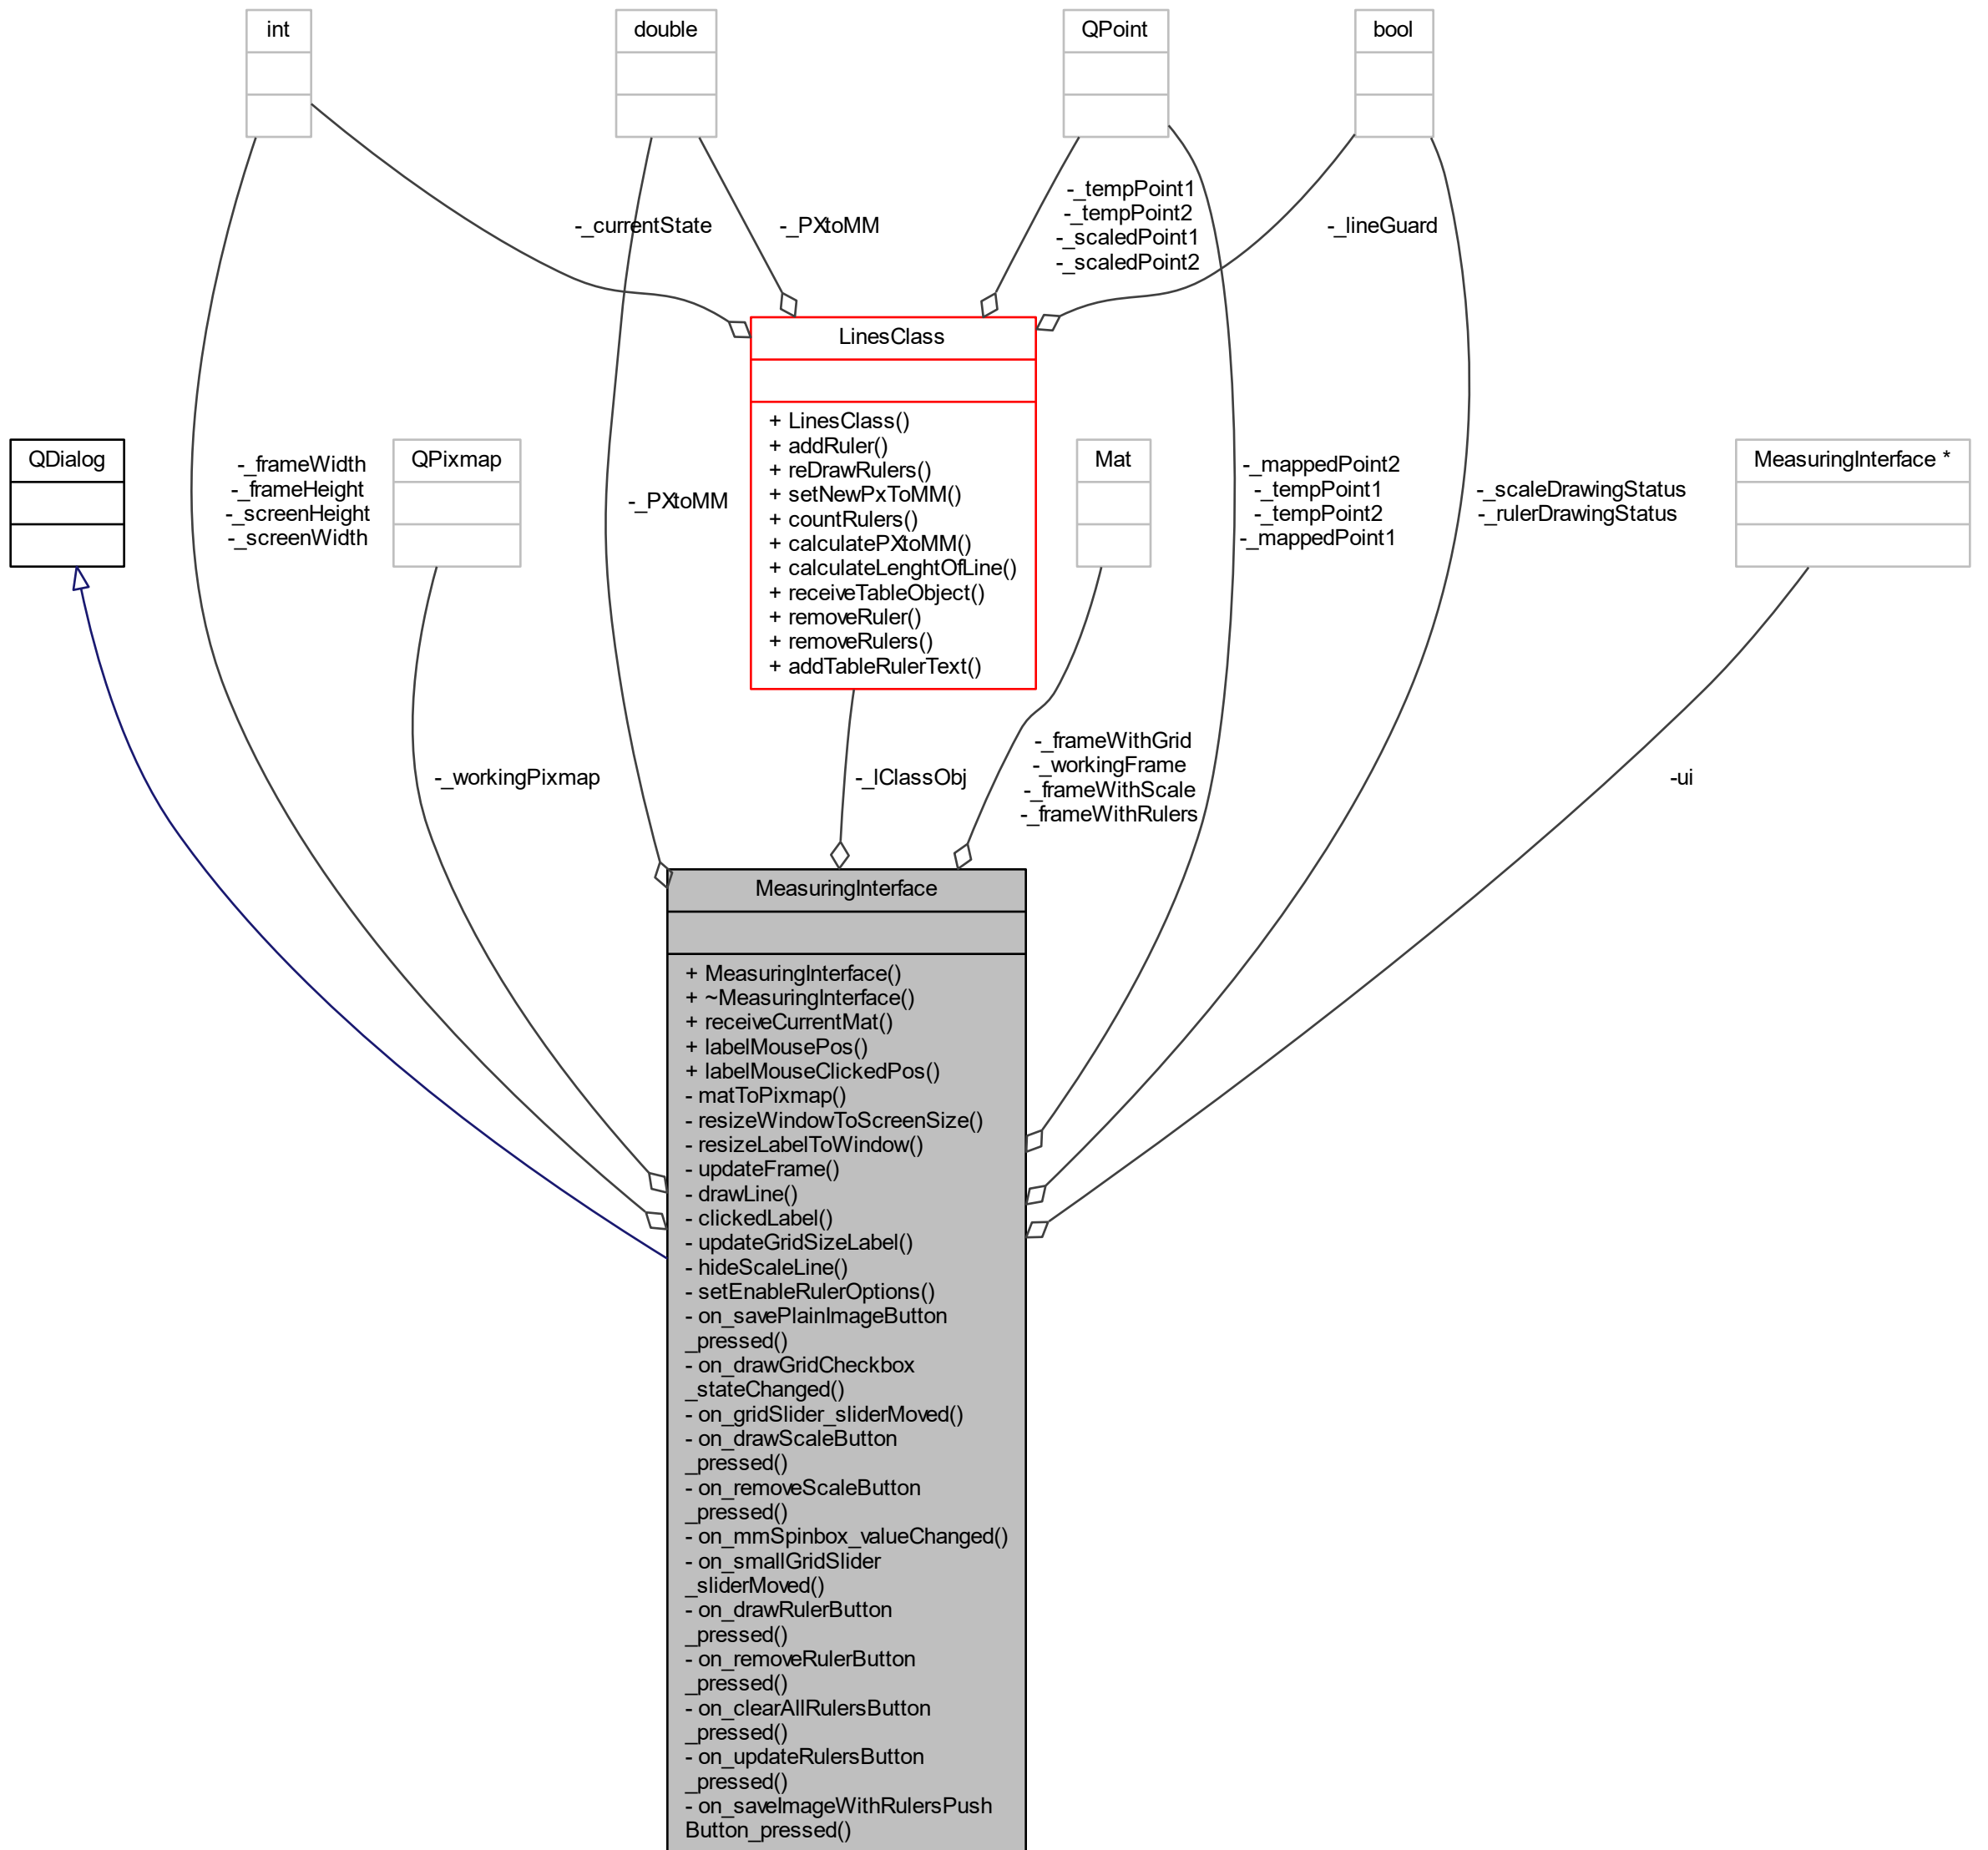 int
double
QPoint
bool
-_currentState
-_PXtoMM
-_tempPoint1
-_tempPoint2
-_scaledPoint1
-_scaledPoint2
-_lineGuard
LinesClass
+ LinesClass()
+ addRuler()
+ reDrawRulers()
+ setNewPxToMM()
+ countRulers()
+ calculatePXtoMM()
+ calculateLenghtOfLine()
+ receiveTableObject()
+ removeRuler()
+ removeRulers()
+ addTableRulerText()
QDialog
-_frameWidth
-_frameHeight
-_screenHeight
-_screenWidth
QPixmap
-_PXtoMM
Mat
-_mappedPoint2
-_tempPoint1
-_tempPoint2
-_mappedPoint1
-_scaleDrawingStatus
-_rulerDrawingStatus
MeasuringInterface *
-_workingPixmap
-_lClassObj
-_frameWithGrid
-_workingFrame
-_frameWithScale
-_frameWithRulers
-ui
MeasuringInterface
+ MeasuringInterface()
+ ~MeasuringInterface()
+ receiveCurrentMat()
+ labelMousePos()
+ labelMouseClickedPos()
- matToPixmap()
- resizeWindowToScreenSize()
- resizeLabelToWindow()
- updateFrame()
- drawLine()
- clickedLabel()
- updateGridSizeLabel()
- hideScaleLine()
- setEnableRulerOptions()
- on_savePlainImageButton
_pressed()
- on_drawGridCheckbox
_stateChanged()
- on_gridSlider_sliderMoved()
- on_drawScaleButton
_pressed()
- on_removeScaleButton
_pressed()
- on_mmSpinbox_valueChanged()
- on_smallGridSlider
_sliderMoved()
- on_drawRulerButton
_pressed()
- on_removeRulerButton
_pressed()
- on_clearAllRulersButton
_pressed()
- on_updateRulersButton
_pressed()
- on_saveImageWithRulersPush
Button_pressed()